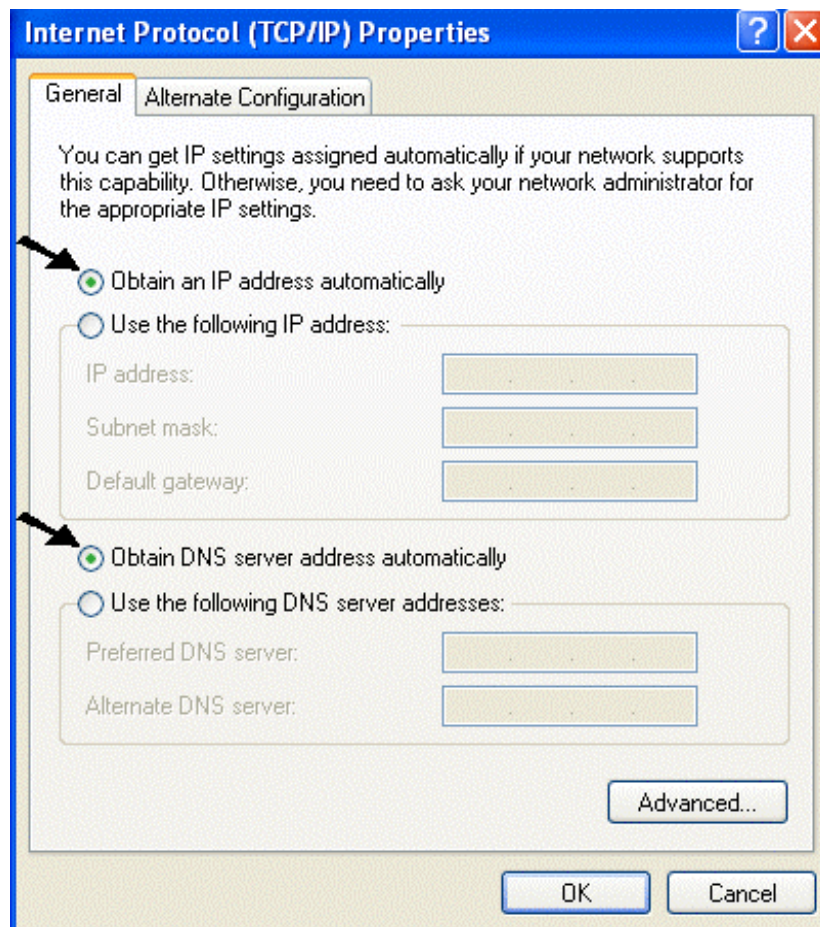 Internet Protocol (TCP/IP) Properties
General
Alternate Configuration
You can get IP settings assigned automatically if your network supports
this capability. Otherwise, you need to ask your network administrator for
the appropriate IP settings.
Obtain an IP address automatically
Use the following IP address:
IP address:
Subnet mask:
Default gateway:
Obtain DNS server address automatically
Use the following DNS server addresses:
Preferred DNS server:
Alternate DNS server:
Advanced...
OK
Cancel